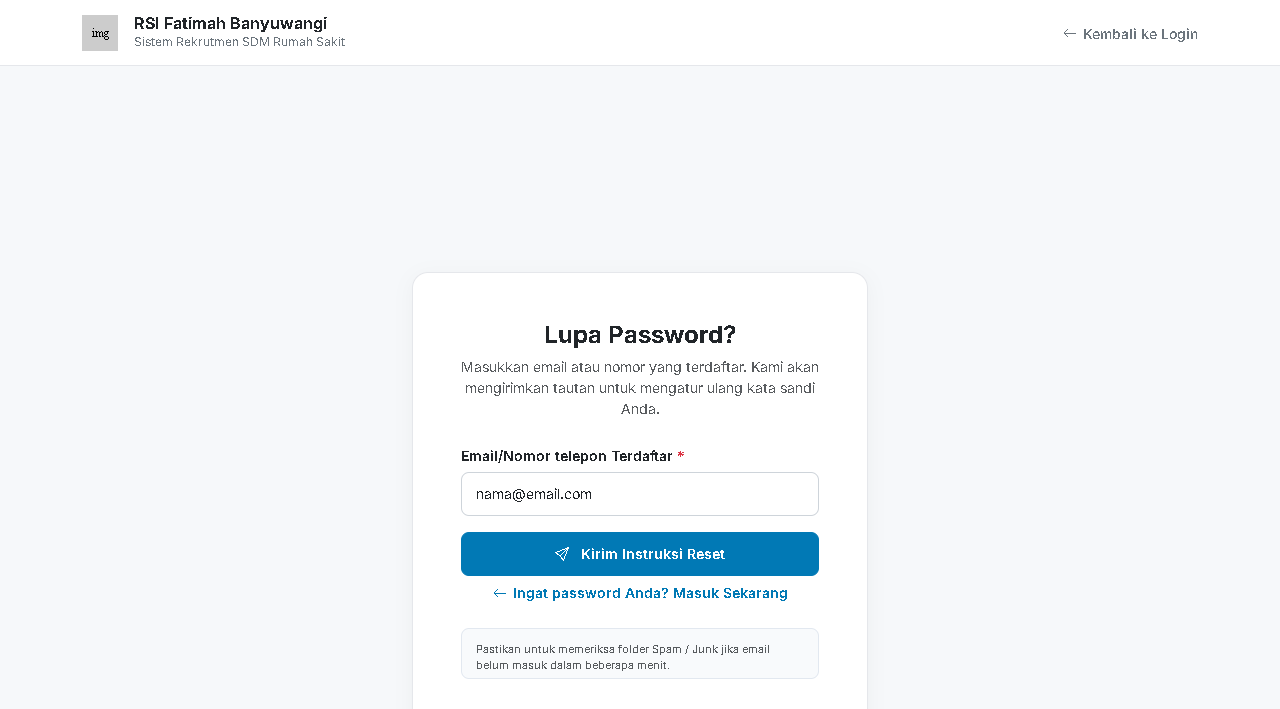 img
RSI Fatimah Banyuwangi
Sistem Rekrutmen SDM Rumah Sakit
← Kembali ke Login
Lupa Password?
Masukkan email atau nomor yang terdaftar. Kami akan
mengirimkan tautan untuk mengatur ulang kata sandi
Anda.
Email/Nomor telepon Terdaftar *
nama@email.com
Kirim Instruksi Reset
← Ingat password Anda? Masuk Sekarang
Pastikan untuk memeriksa folder Spam / Junk jika email
belum masuk dalam beberapa menit.